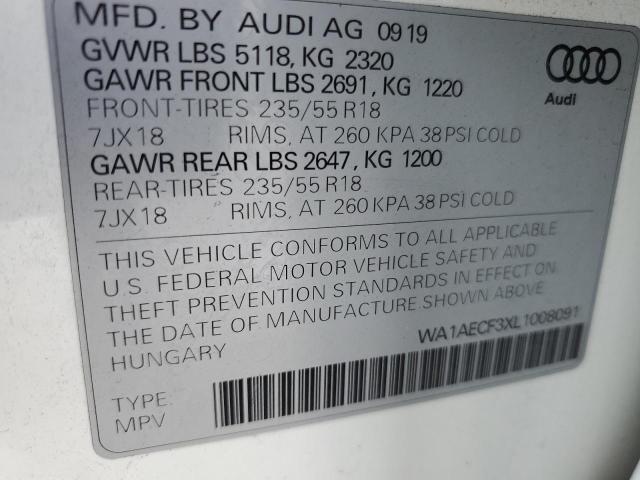 MFD. BY AUDI AG 09 19
GVWR LBS 5118, KG 2320
GAWR FRONT LBS 2691, KG 1220
FRONT-TIRES 235/55 R18
7JX18 RIMS, AT 260 KPA 38 PSI COLD
GAWR REAR LBS 2647, KG 1200
REAR-TIRES 235/55 R18
7JX18 RIMS, AT 260 KPA 38 PSI COLD
Audi
THIS VEHICLE CONFORMS TO ALL APPLICABLE
U.S. FEDERAL MOTOR VEHICLE SAFETY AND
THEFT PREVENTION STANDARDS IN EFFECT ON
THE DATE OF MANUFACTURE SHOWN ABOVE
HUNGARY
WA1AECF3XL1008091
TYPE:
MPV